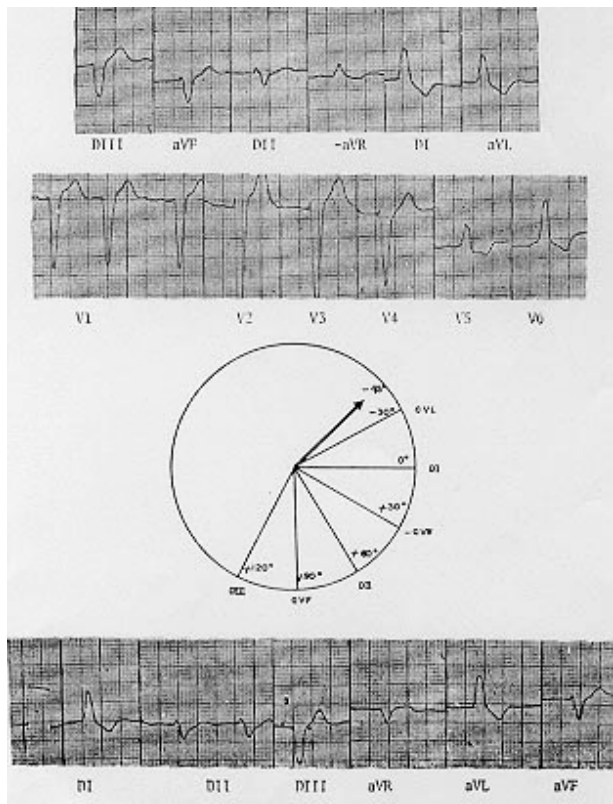 DIII aVF DII -aVR DI aVL
V1 V2 V3 V4 V5 V6
-30° aVL
0° DI
+30° -aVR
+60° DII
+90° aVF
+120° DIII
DI DII DIII aVR aVL aVF